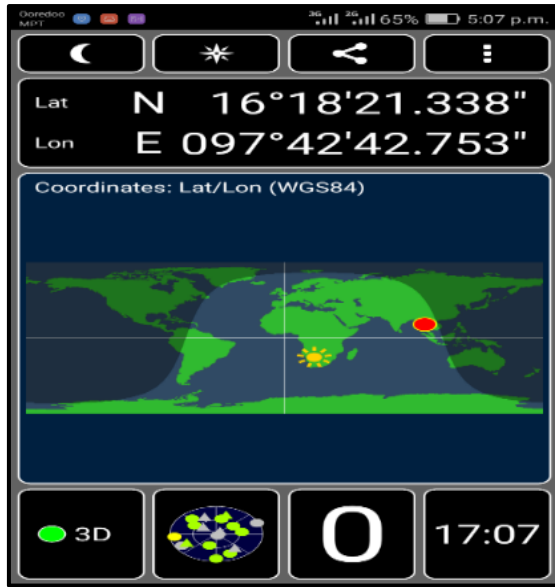 Ooredoo
MPT
3G 2G 65% 5:07 p.m.
Lat N 16°18'21.338"
Lon E 097°42'42.753"
Coordinates: Lat/Lon (WGS84)
3D
0
17:07